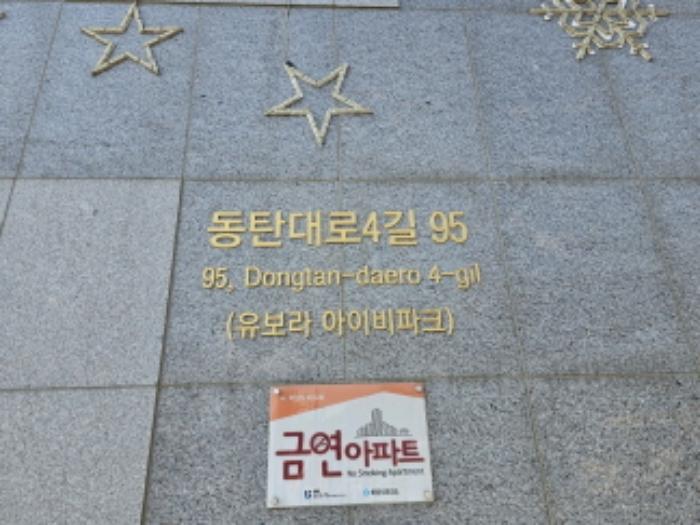 동탄대로4길 95
95, Dongtan-daero 4-gil
(유보라 아이비파크)
금연아파트
No Smoking Apartment